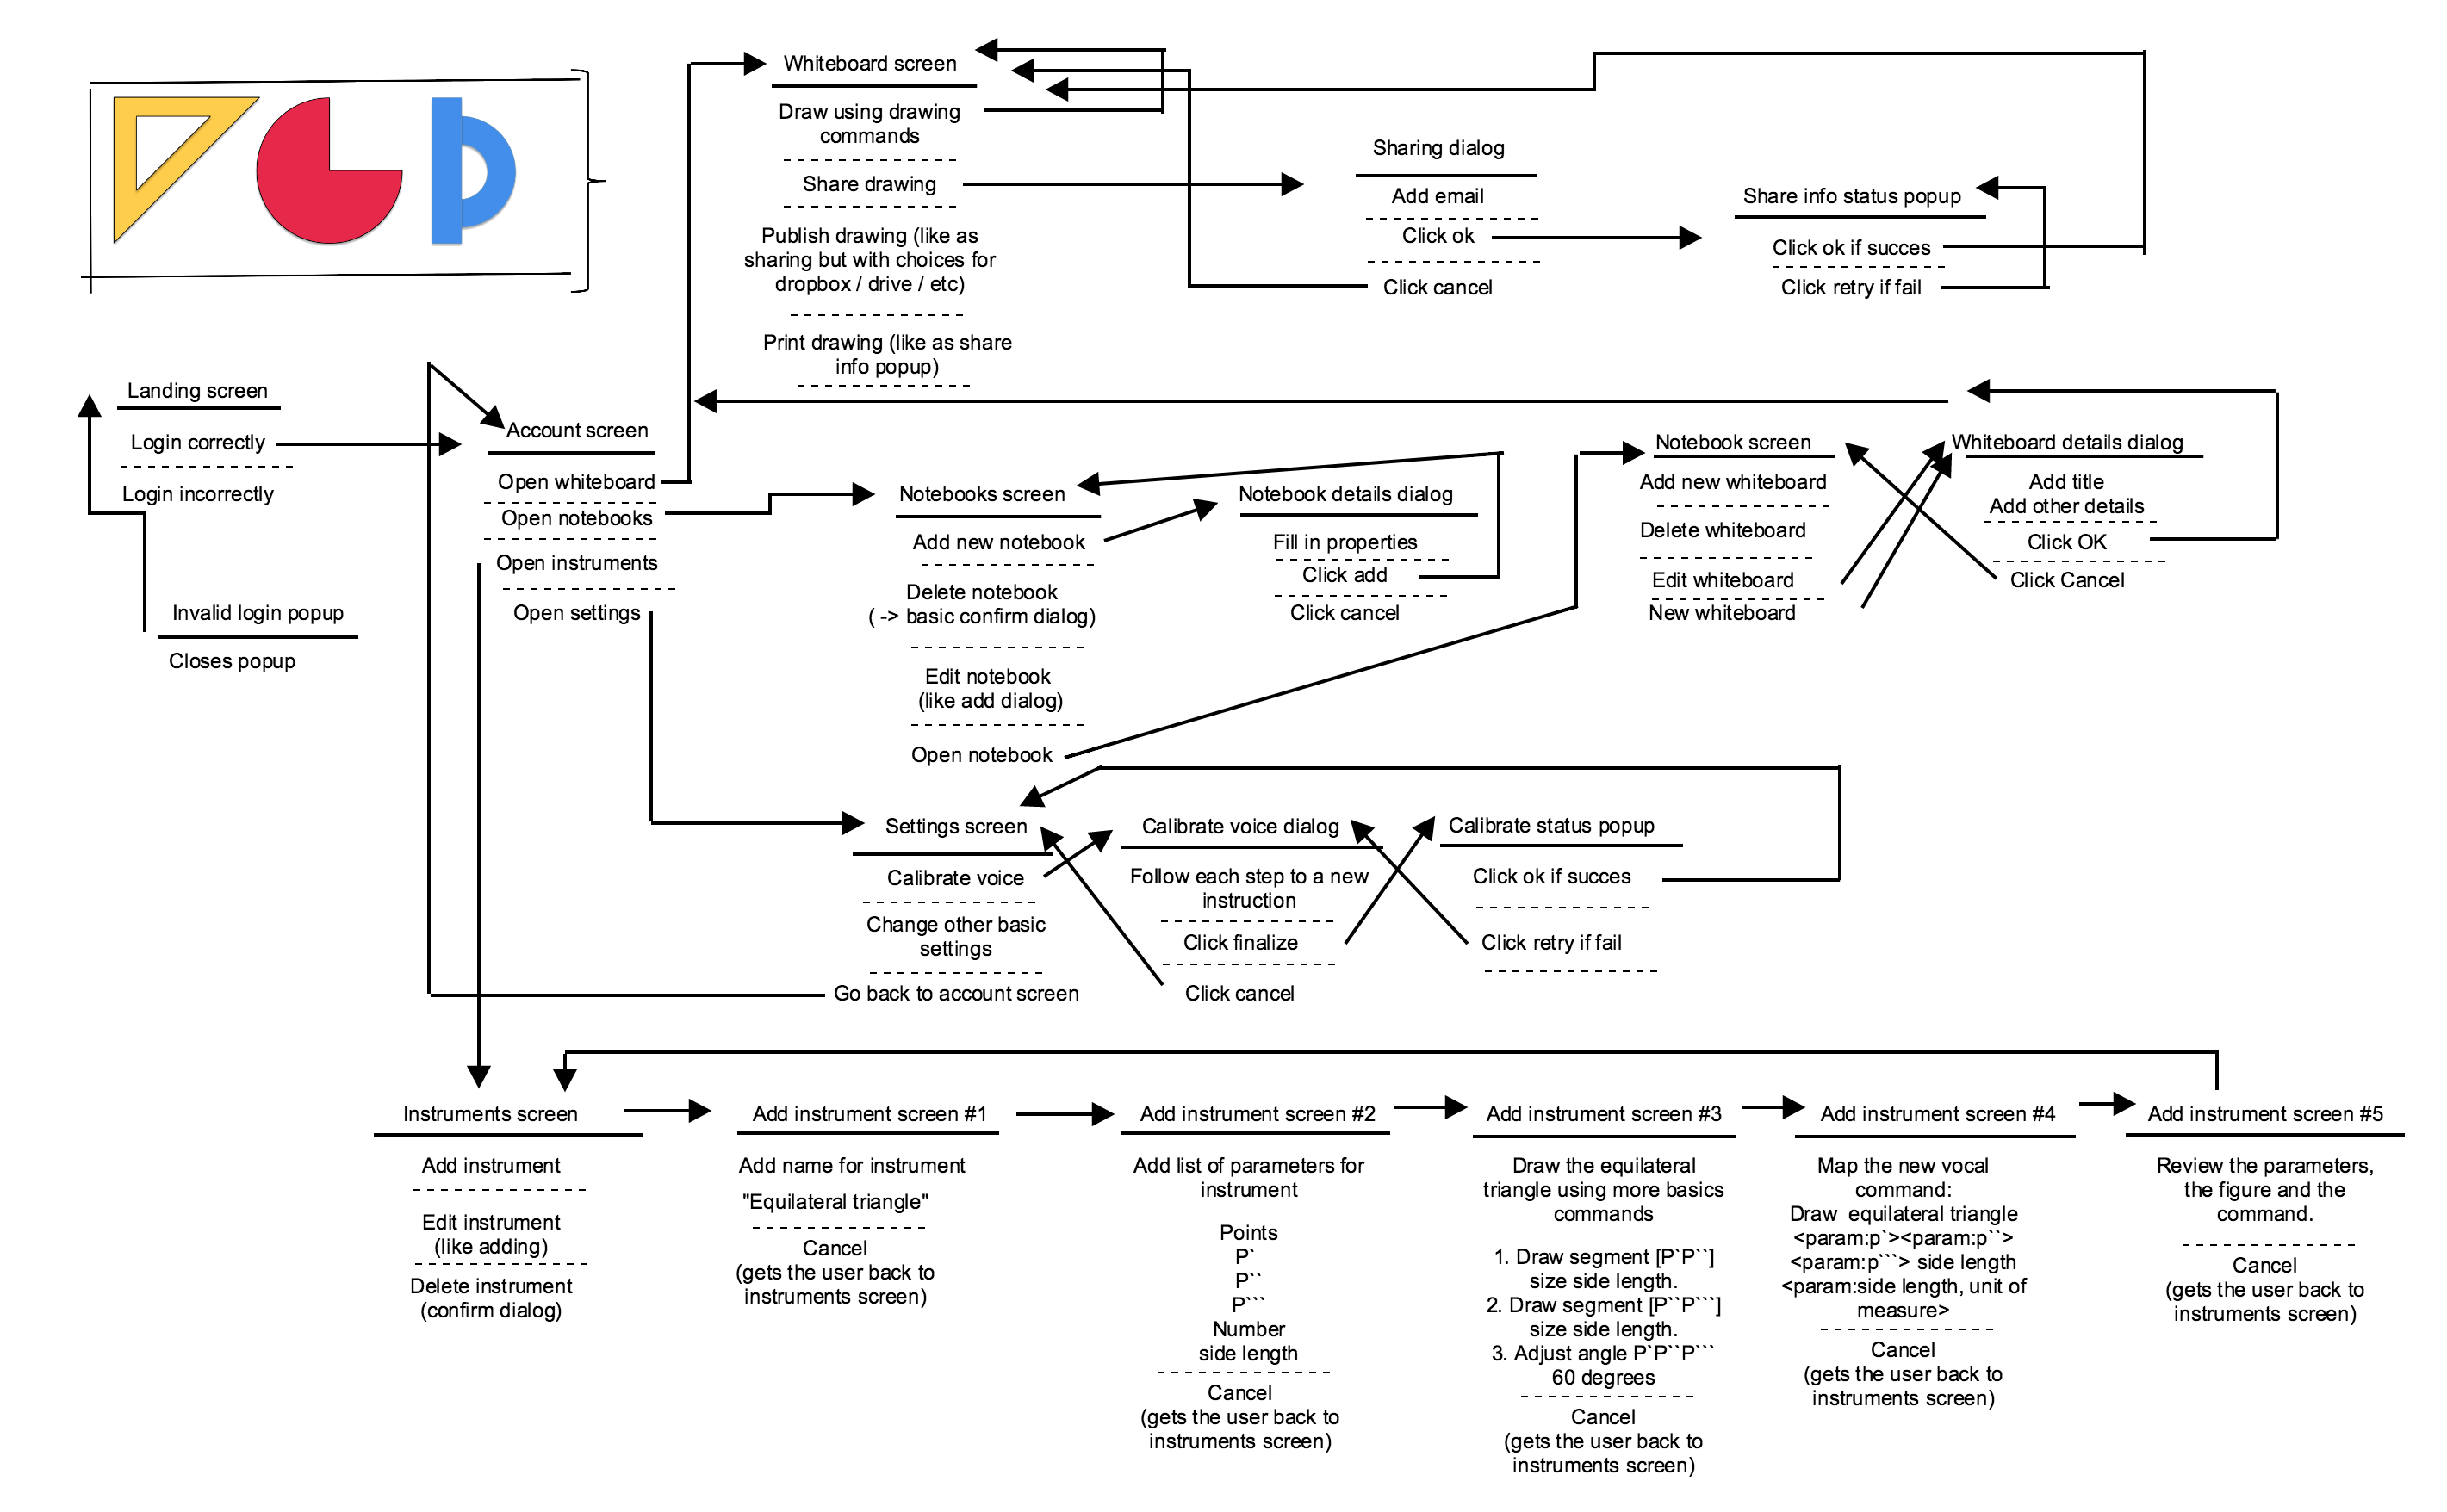 Whiteboard screen
Draw using drawing
commands
Share drawing
Publish drawing (like as
sharing but with choices for
dropbox / drive / etc)
Print drawing (like as share
info popup)
Sharing dialog
Add email
Click ok
Click cancel
Share info status popup
Click ok if succes
Click retry if fail
Landing screen
Login correctly
Login incorrectly
Invalid login popup
Closes popup
Account screen
Open whiteboard
Open notebooks
Open instruments
Open settings
Notebooks screen
Add new notebook
Delete notebook
( -> basic confirm dialog)
Edit notebook
(like add dialog)
Open notebook
Notebook details dialog
Fill in properties
Click add
Click cancel
Notebook screen
Add new whiteboard
Delete whiteboard
Edit whiteboard
New whiteboard
Whiteboard details dialog
Add title
Add other details
Click OK
Click Cancel
Settings screen
Calibrate voice
Change other basic
settings
Go back to account screen
Calibrate voice dialog
Follow each step to a new
instruction
Click finalize
Click cancel
Calibrate status popup
Click ok if succes
Click retry if fail
Instruments screen
Add instrument
Edit instrument
(like adding)
Delete instrument
(confirm dialog)
Add instrument screen #1
Add name for instrument
"Equilateral triangle"
Cancel
(gets the user back to
instruments screen)
Add instrument screen #2
Add list of parameters for
instrument
Points
P`
P``
P```
Number
side length
Cancel
(gets the user back to
instruments screen)
Add instrument screen #3
Draw the equilateral
triangle using more basics
commands
1. Draw segment [P`P``]
size side length.
2. Draw segment [P``P```]
size side length.
3. Adjust angle P`P``P```
60 degrees
Cancel
(gets the user back to
instruments screen)
Add instrument screen #4
Map the new vocal
command:
Draw  equilateral triangle
<param:p`><param:p``>
<param:p```> side length
<param:side length, unit of
measure>
Cancel
(gets the user back to
instruments screen)
Add instrument screen #5
Review the parameters,
the figure and the
command.
Cancel
(gets the user back to
instruments screen)